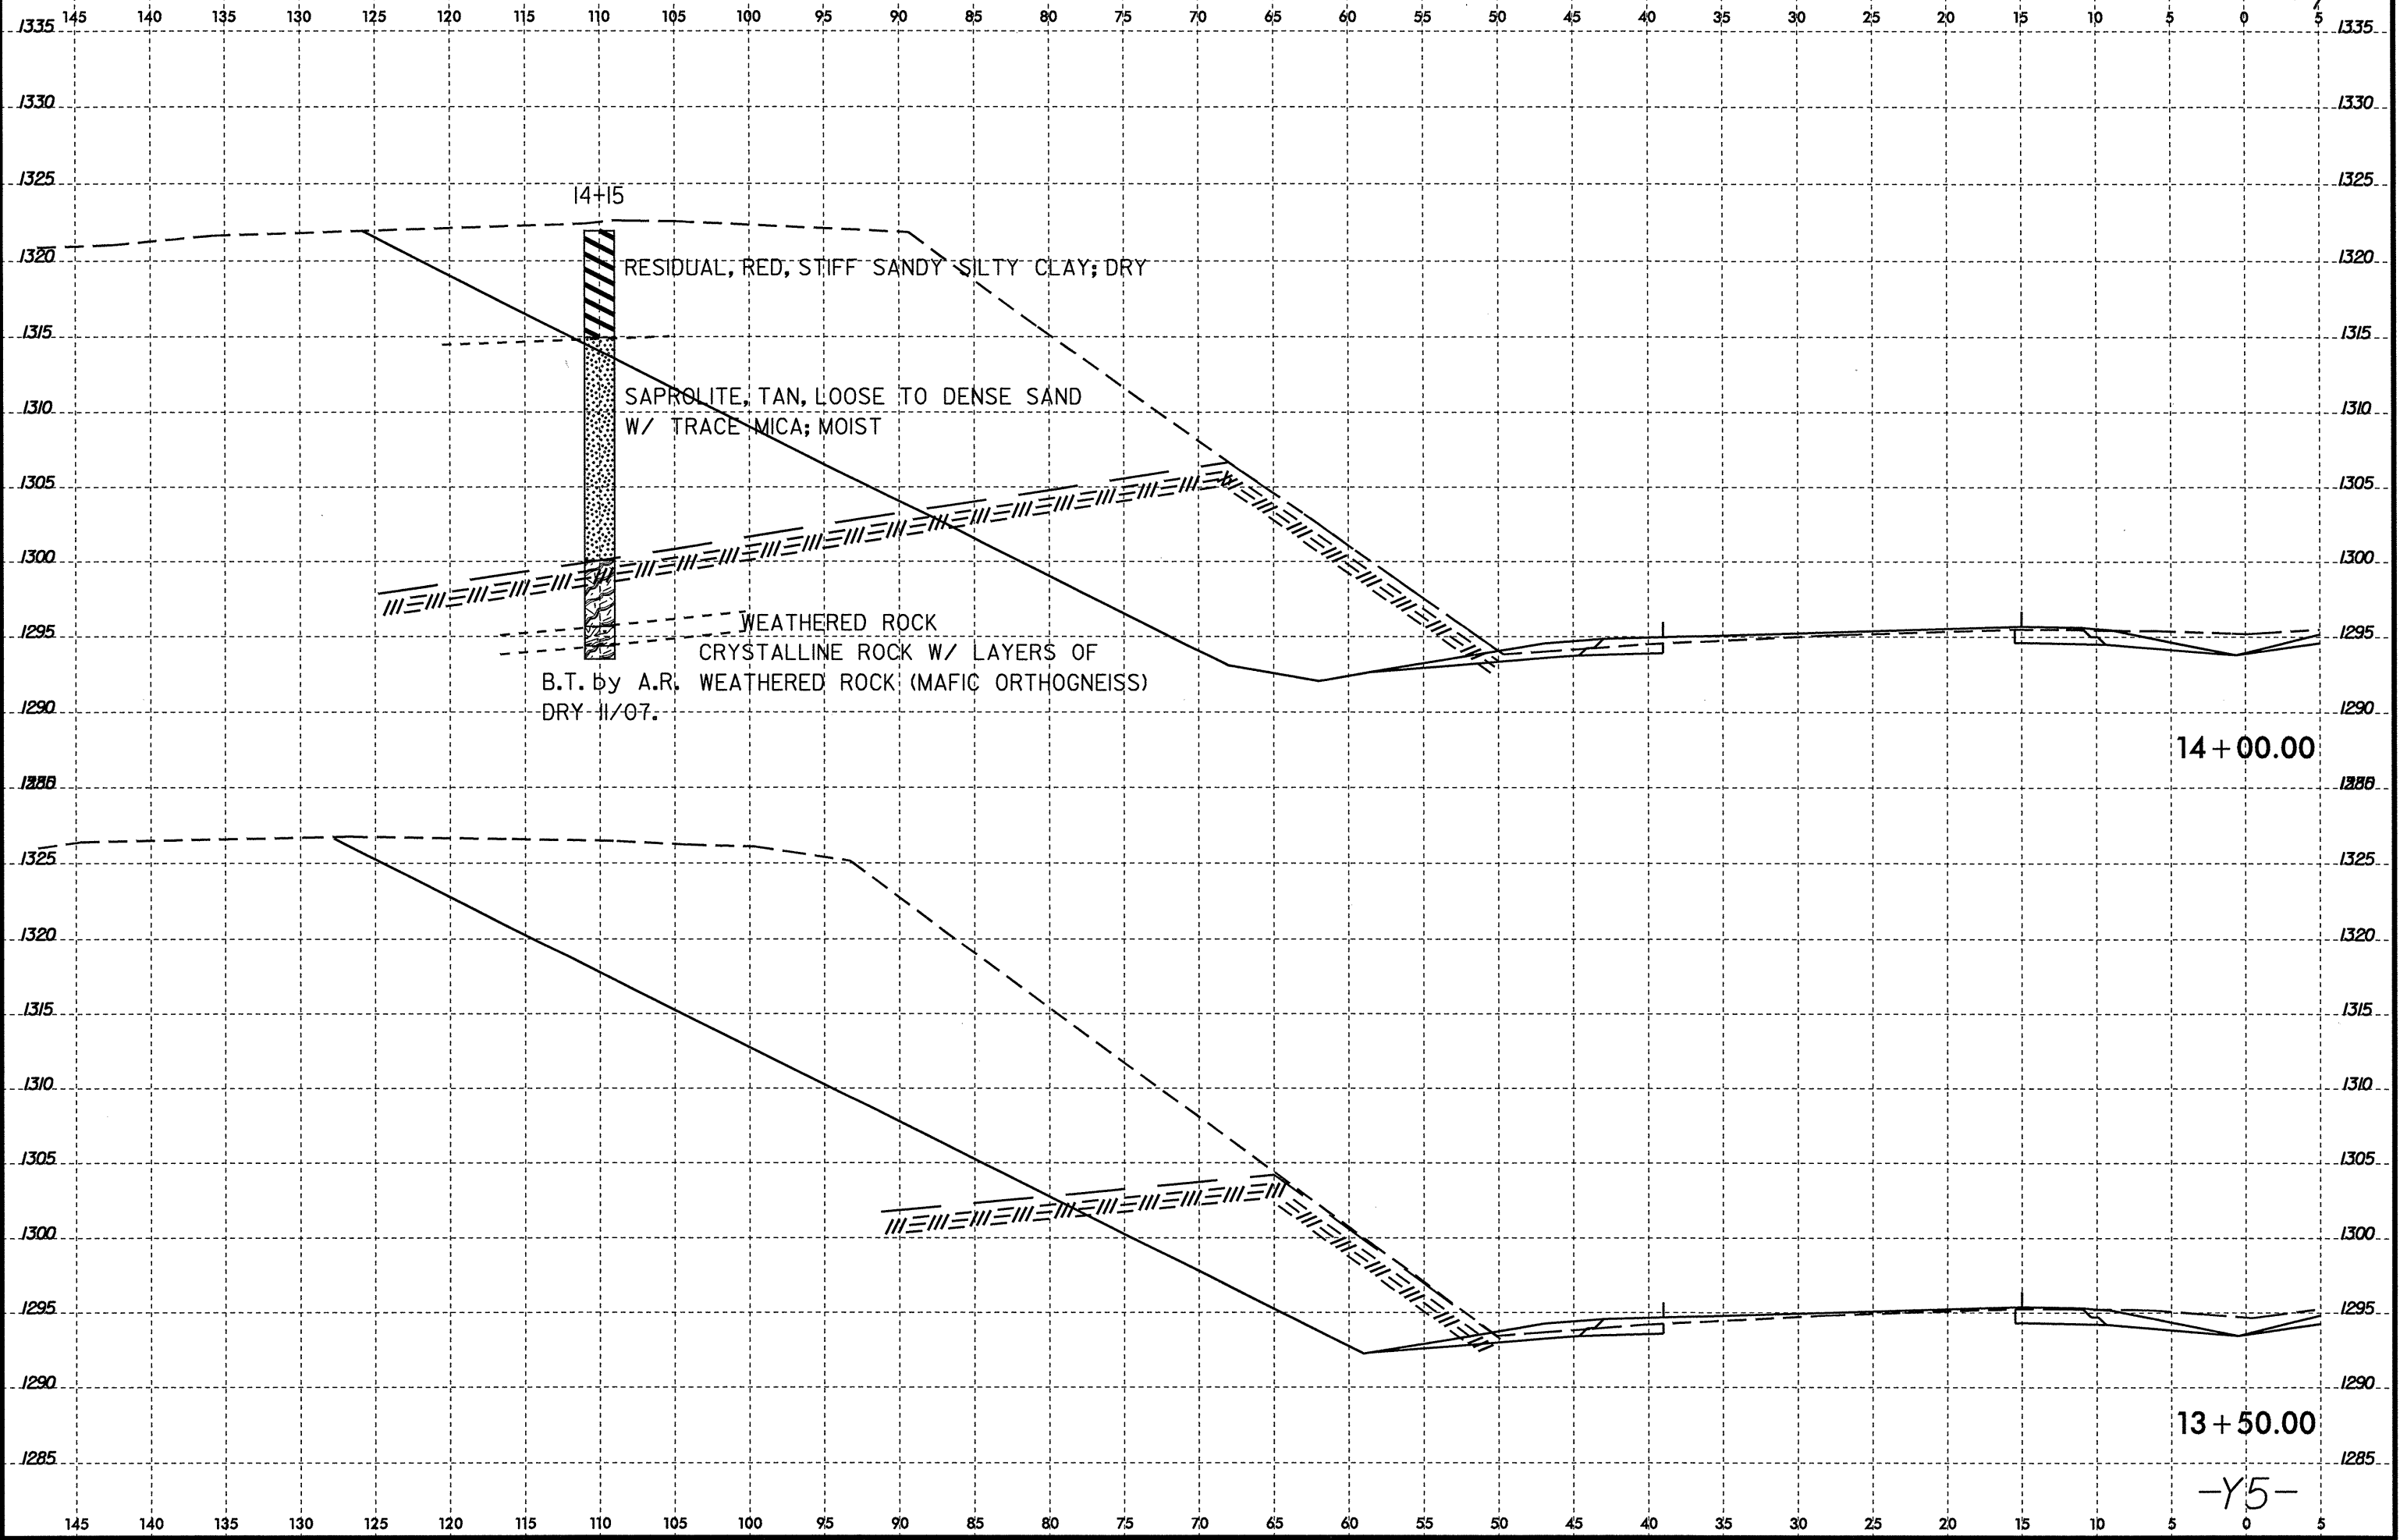 145 140 135 130 125 120 115 110 105 100 95 90 85 80 75 70 65 60 55 50 45 40 35 30 25 20 15 10 5 0 5
1335 1335
1330 1330
1325 1325
14+15
1320 RESIDUAL, RED, STIFF SANDY SILTY CLAY; DRY 1320
1315 1315
SAPROLITE, TAN, LOOSE TO DENSE SAND
1310 1310
W/ TRACE MICA; MOIST
1305 1305
1300 1300
WEATHERED ROCK
1295 1295
CRYSTALLINE ROCK W/ LAYERS OF
B.T. by A.R. WEATHERED ROCK (MAFIC ORTHOGNEISS)
1290 DRY 11/07. 1290
14+00.00
1325 1325
1320 1320
1315 1315
1310 1310
1305 1305
1300 1300
1295 1295
1290 1290
13+50.00
1285 1285
-Y5-
145 140 135 130 125 120 115 110 105 100 95 90 85 80 75 70 65 60 55 50 45 40 35 30 25 20 15 10 5 0 5